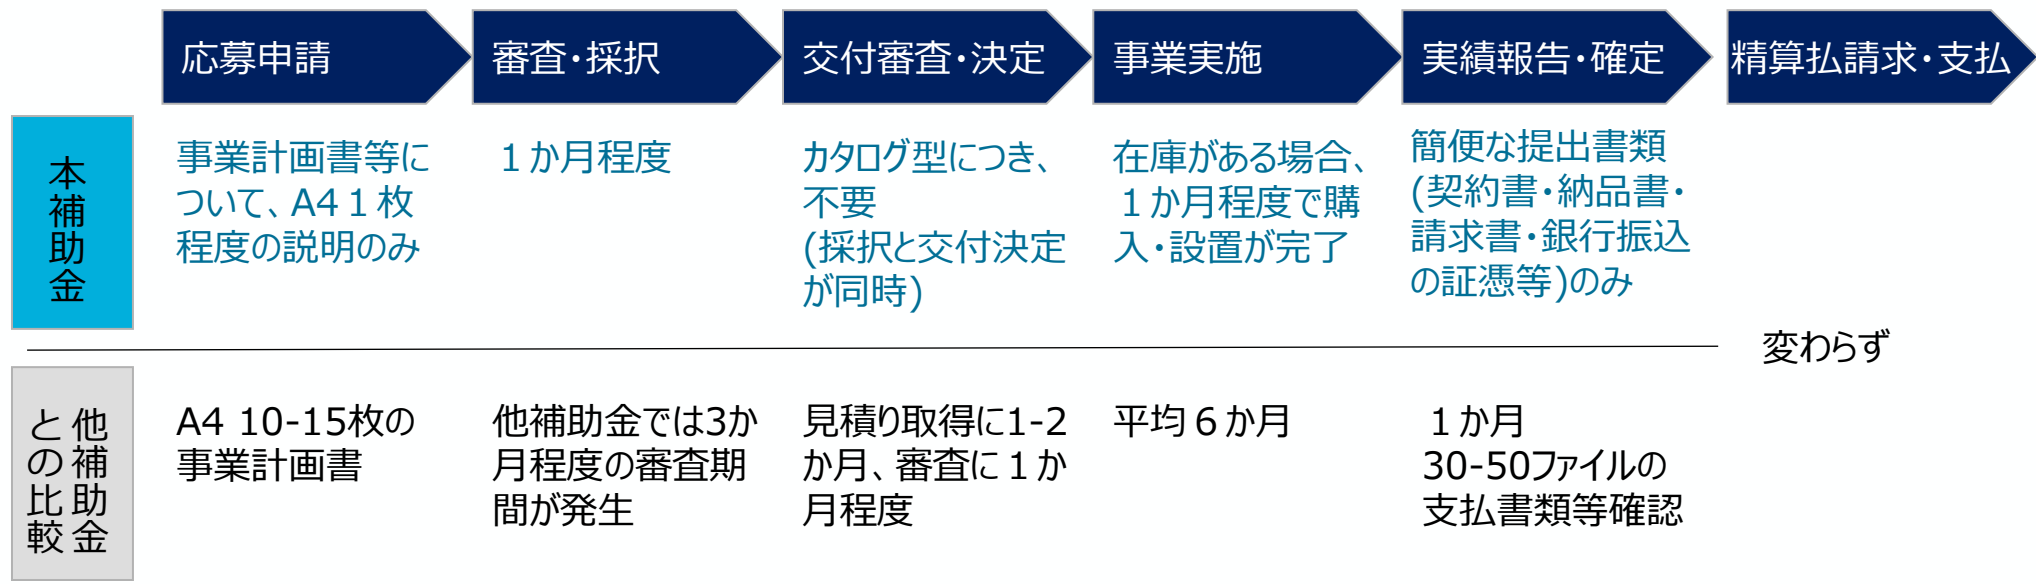 応募申請
審査・採択
交付審査・決定
事業実施
実績報告・確定
精算払請求・支払
本補助金
事業計画書等に
ついて、A4１枚
程度の説明のみ
１か月程度
カタログ型につき、
不要
(採択と交付決定
が同時)
在庫がある場合、
１か月程度で購
入・設置が完了
簡便な提出書類
(契約書・納品書・
請求書・銀行振込
の証憑等)のみ
変わらず
他補助金
との比較
A4 10-15枚の
事業計画書
他補助金では3か
月程度の審査期
間が発生
見積り取得に1-2
か月、審査に１か
月程度
平均６か月
１か月
30-50ファイルの
支払書類等確認